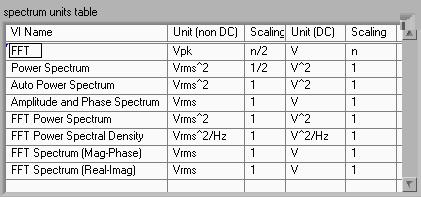 spectrum units table
VI Name Unit (non DC) Scaling Unit (DC) Scaling
FFT Vpk n/2 V n
Power Spectrum Vrms^2 1/2 V^2 1
Auto Power Spectrum Vrms^2 1 V^2 1
Amplitude and Phase Spectrum Vrms 1 V 1
FFT Power Spectrum Vrms^2 1 V^2 1
FFT Power Spectral Density Vrms^2/Hz 1 V^2/Hz 1
FFT Spectrum (Mag-Phase) Vrms 1 V 1
FFT Spectrum (Real-Imag) Vrms 1 V 1